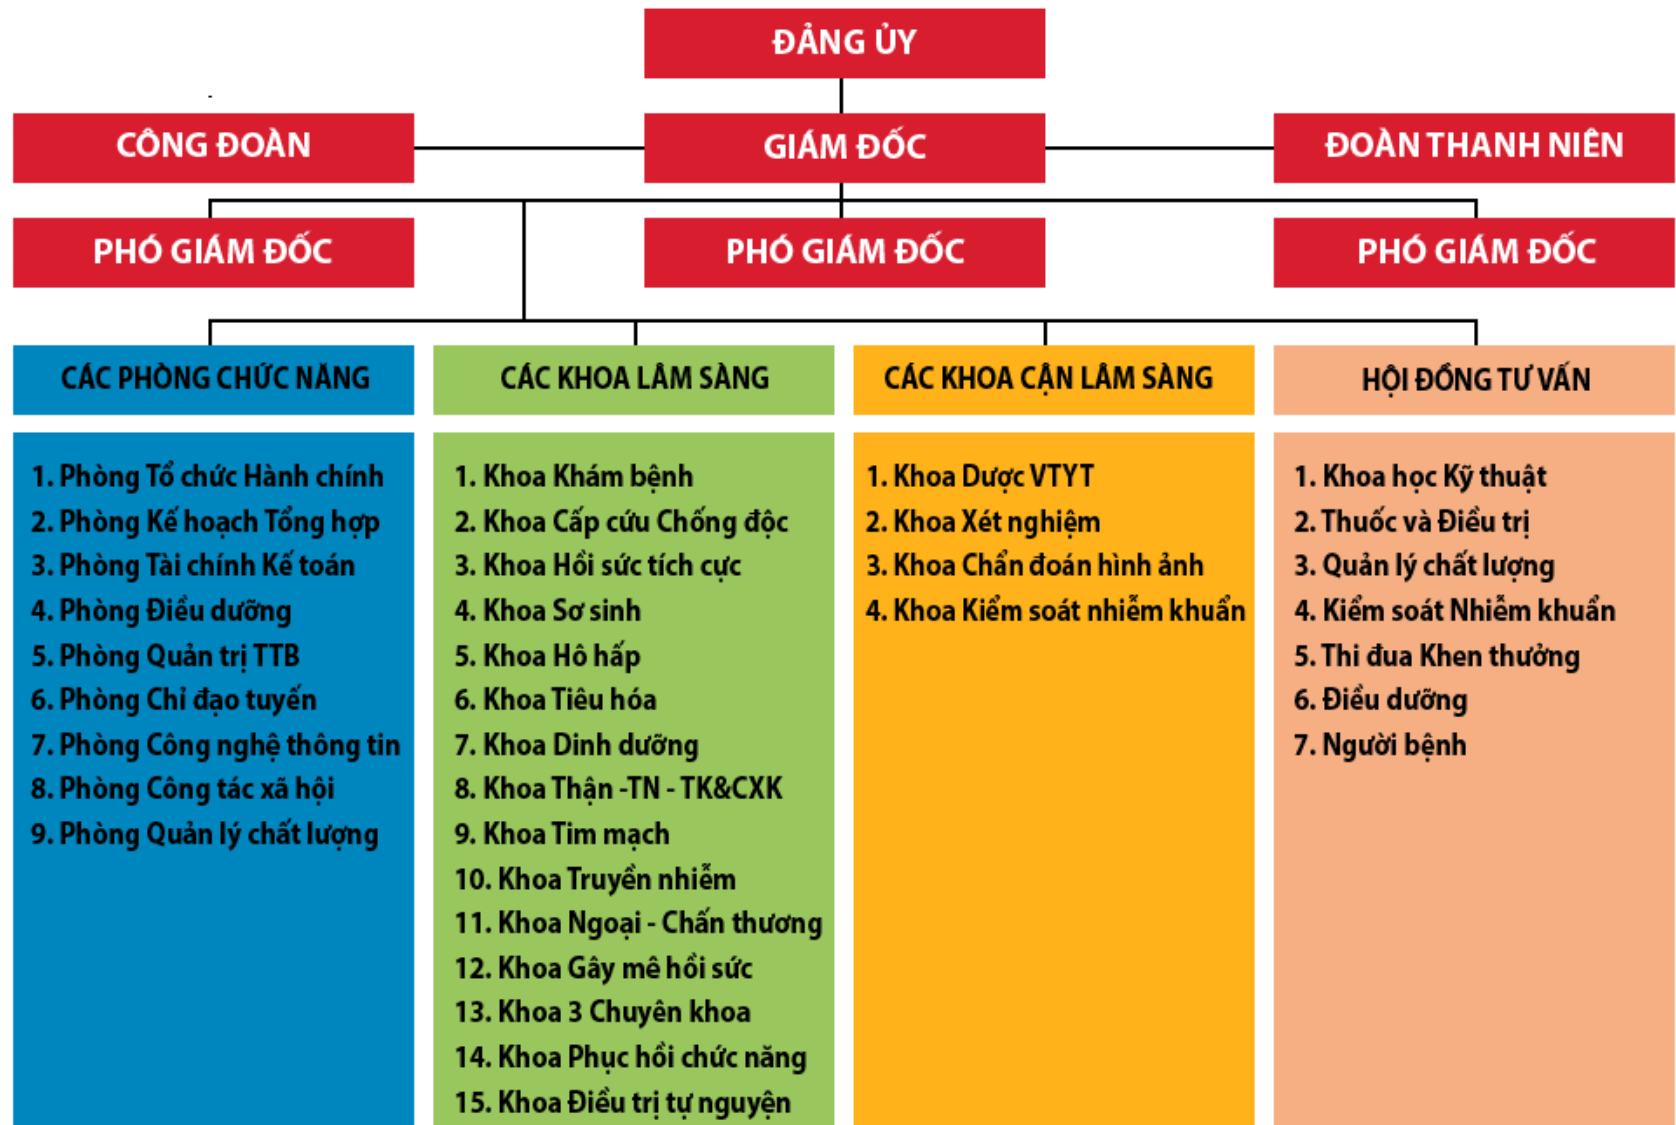 ĐẢNG ỦY
CÔNG ĐOÀN
GIÁM ĐỐC
ĐOÀN THANH NIÊN
PHÓ GIÁM ĐỐC
PHÓ GIÁM ĐỐC
PHÓ GIÁM ĐỐC
CÁC PHÒNG CHỨC NĂNG
1. Phòng Tổ chức Hành chính
2. Phòng Kế hoạch Tổng hợp
3. Phòng Tài chính Kế toán
4. Phòng Điều dưỡng
5. Phòng Quản trị TTB
6. Phòng Chỉ đạo tuyến
7. Phòng Công nghệ thông tin
8. Phòng Công tác xã hội
9. Phòng Quản lý chất lượng
CÁC KHOA LÂM SÀNG
1. Khoa Khám bệnh
2. Khoa Cấp cứu Chống độc
3. Khoa Hồi sức tích cực
4. Khoa Sơ sinh
5. Khoa Hô hấp
6. Khoa Tiêu hóa
7. Khoa Dinh dưỡng
8. Khoa Thận -TN - TK&CXK
9. Khoa Tim mạch
10. Khoa Truyền nhiễm
11. Khoa Ngoại - Chấn thương
12. Khoa Gây mê hồi sức
13. Khoa 3 Chuyên khoa
14. Khoa Phục hồi chức năng
15. Khoa Điều trị tự nguyện
CÁC KHOA CẬN LÂM SÀNG
1. Khoa Dược VTYT
2. Khoa Xét nghiệm
3. Khoa Chẩn đoán hình ảnh
4. Khoa Kiểm soát nhiễm khuẩn
HỘI ĐỒNG TƯ VẤN
1. Khoa học Kỹ thuật
2. Thuốc và Điều trị
3. Quản lý chất lượng
4. Kiểm soát Nhiễm khuẩn
5. Thi đua Khen thưởng
6. Điều dưỡng
7. Người bệnh